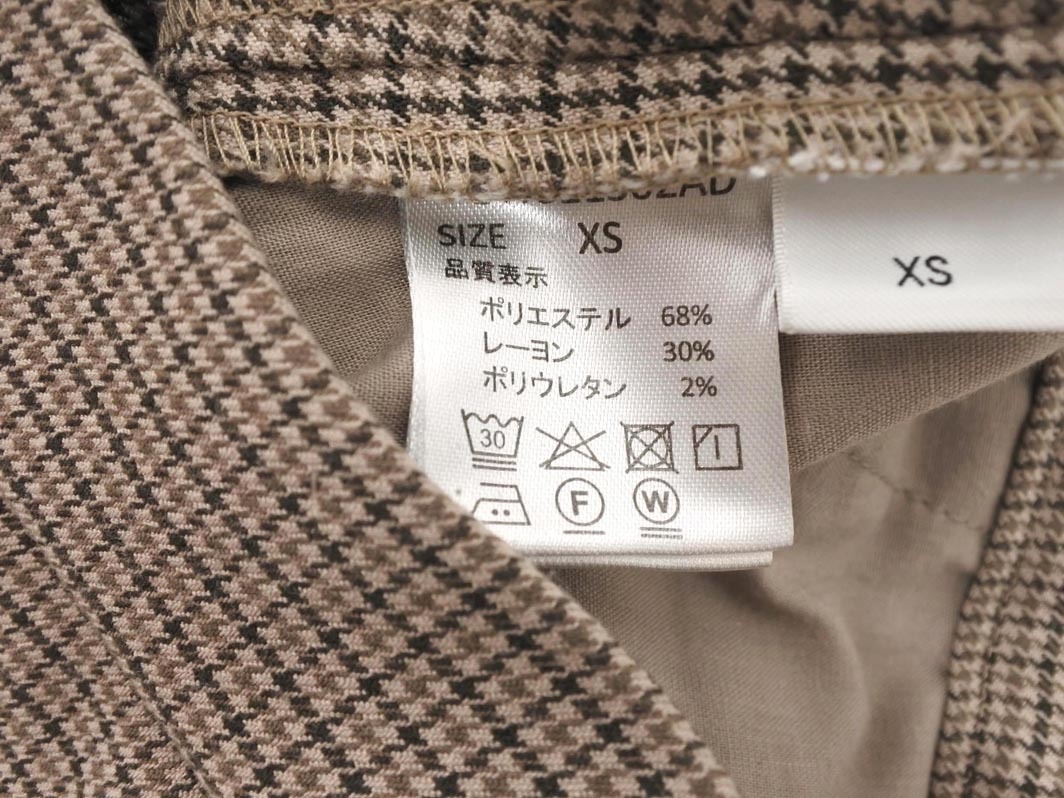 SIZE XS
品質表示
ポリエステル 68%
レーヨン 30%
ポリウレタン 2%
30
F W
XS